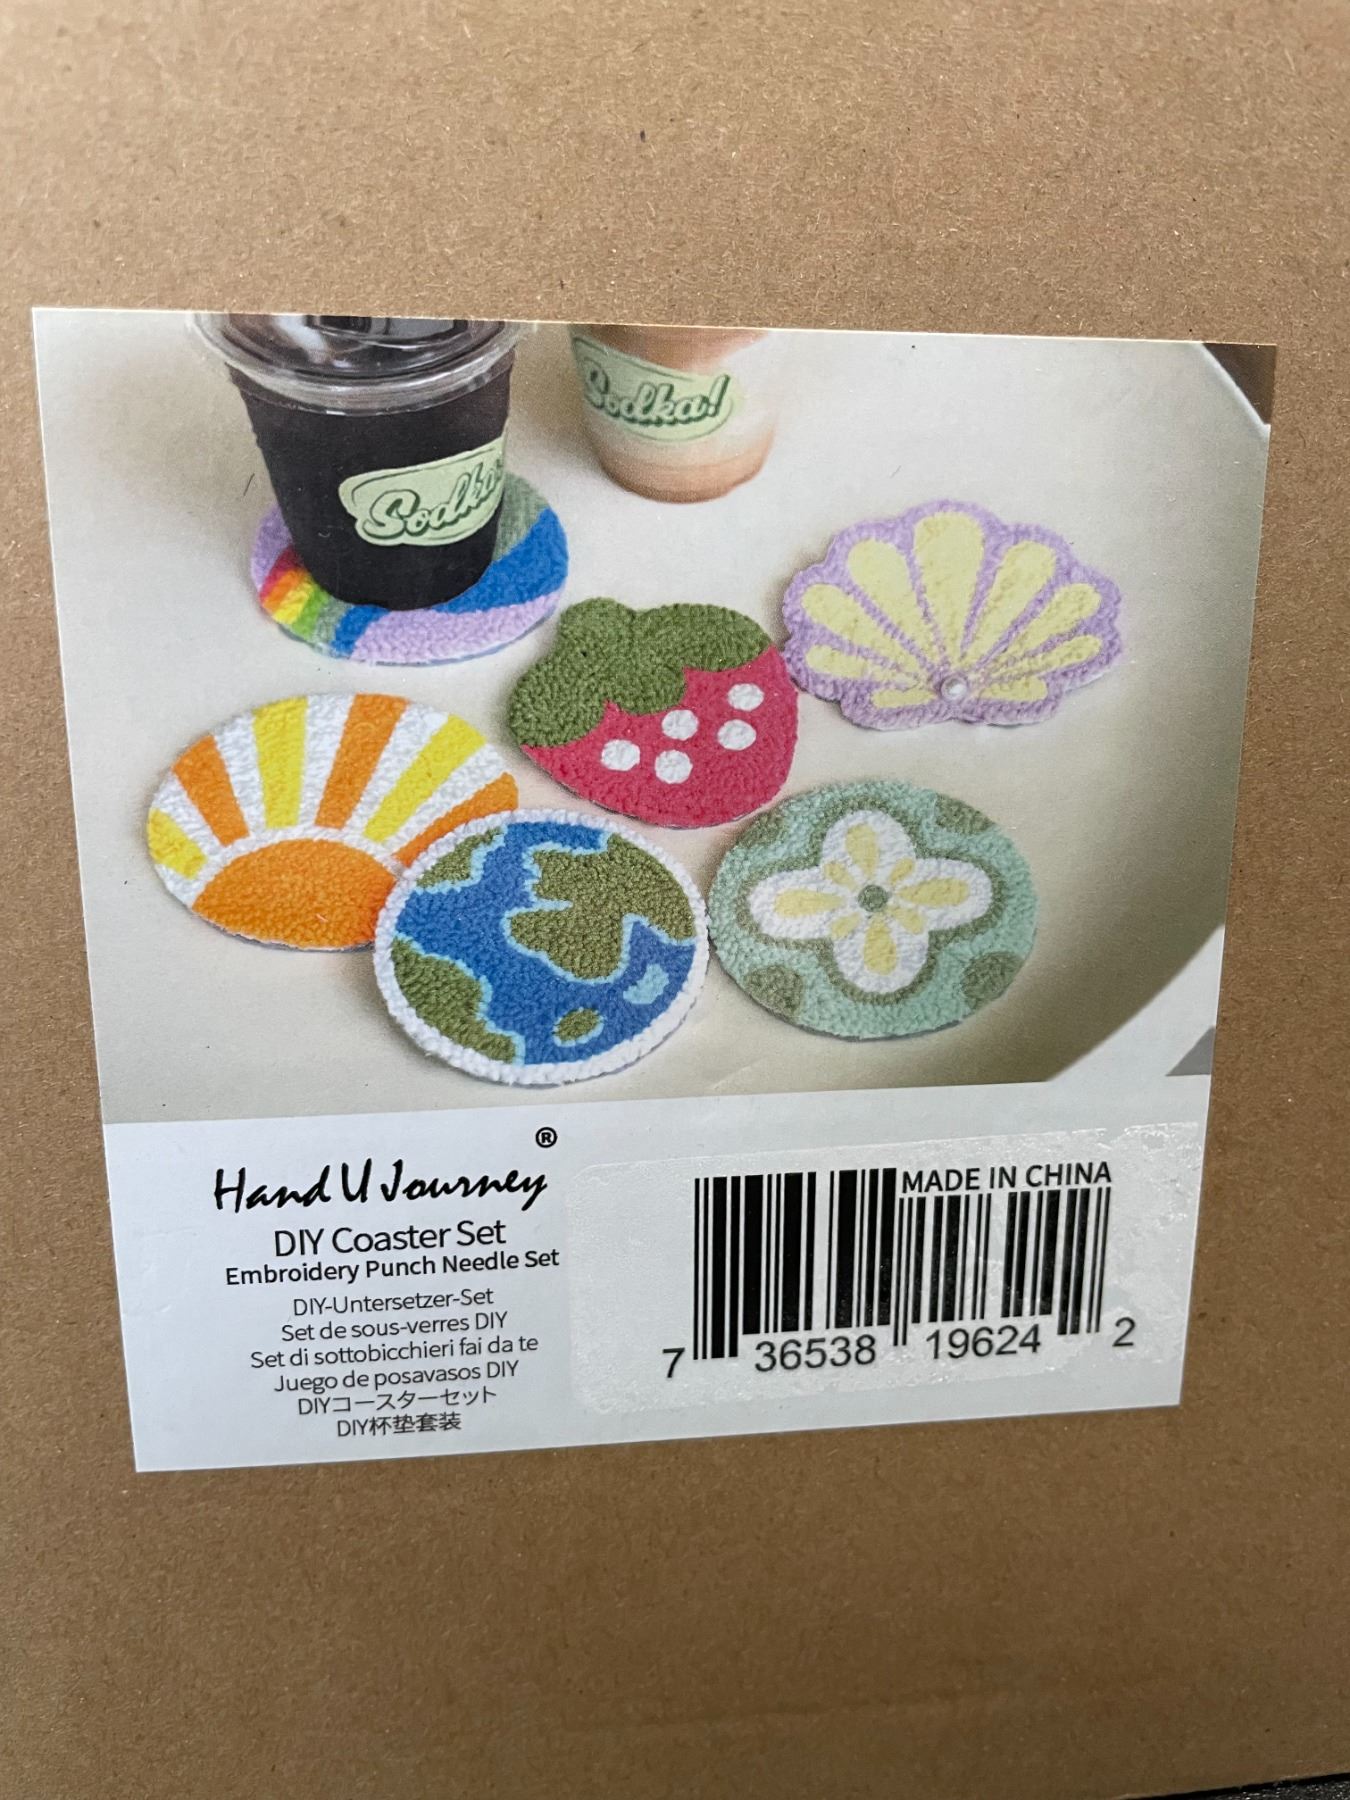 Sodka
Sodka!
®
Hand U Journey
DIY Coaster Set
Embroidery Punch Needle Set
DIY-Untersetzer-Set
Set de sous-verres DIY
Set di sottobicchieri fai da te
Juego de posavasos DIY
DIYコースターセット
DIY杯垫套装
MADE IN CHINA
7 36538 19624 2